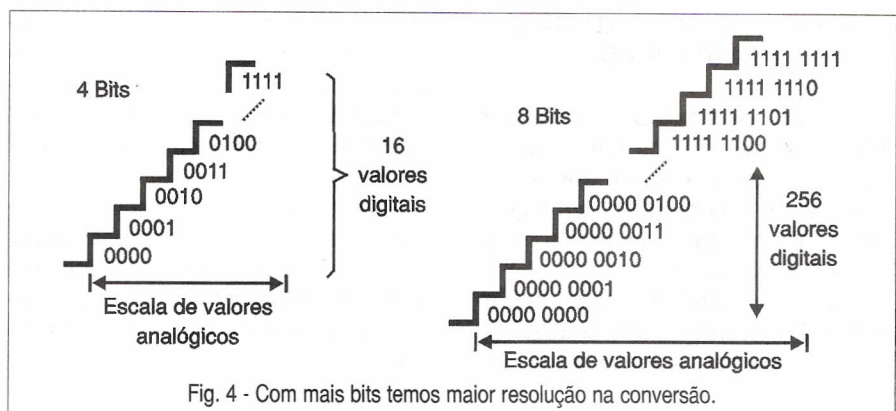 4 Bits
1111
0100
0011
0010
0001
0000
16
valores
digitais
Escala de valores
analógicos
8 Bits
1111 1111
1111 1110
1111 1101
1111 1100
0000 0100
0000 0011
0000 0010
0000 0001
0000 0000
256
valores
digitais
Escala de valores analógicos
Fig. 4 - Com mais bits temos maior resolução na conversão.